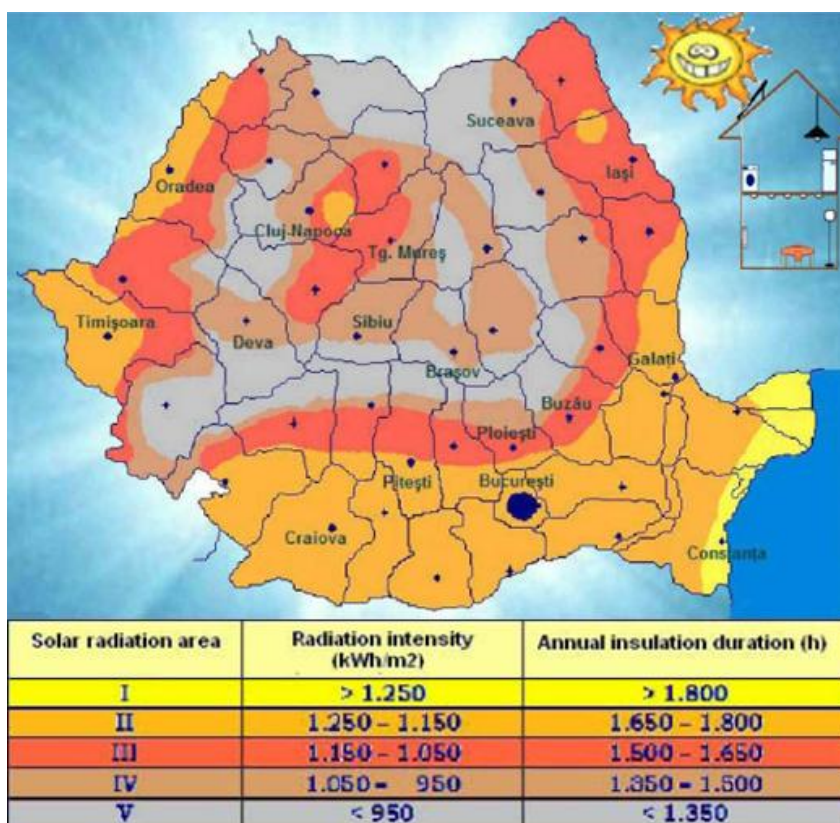 Suceava
Oradea
Iaşi
Cluj-Napoca
Tg. Mureş
Timişoara
Deva
Sibiu
Galaţi
Braşov
Buzău
Ploieşti
Piteşti
Bucureşti
Craiova
Constanţa
Solar radiation area
Radiation intensity
(kWh/m2)
Annual insulation duration (h)
I > 1.250 > 1.800
II 1.250 – 1.150 1.650 – 1.800
III 1.150 – 1.050 1.500 – 1.650
IV 1.050 – 950 1.350 – 1.500
V < 950 < 1.350